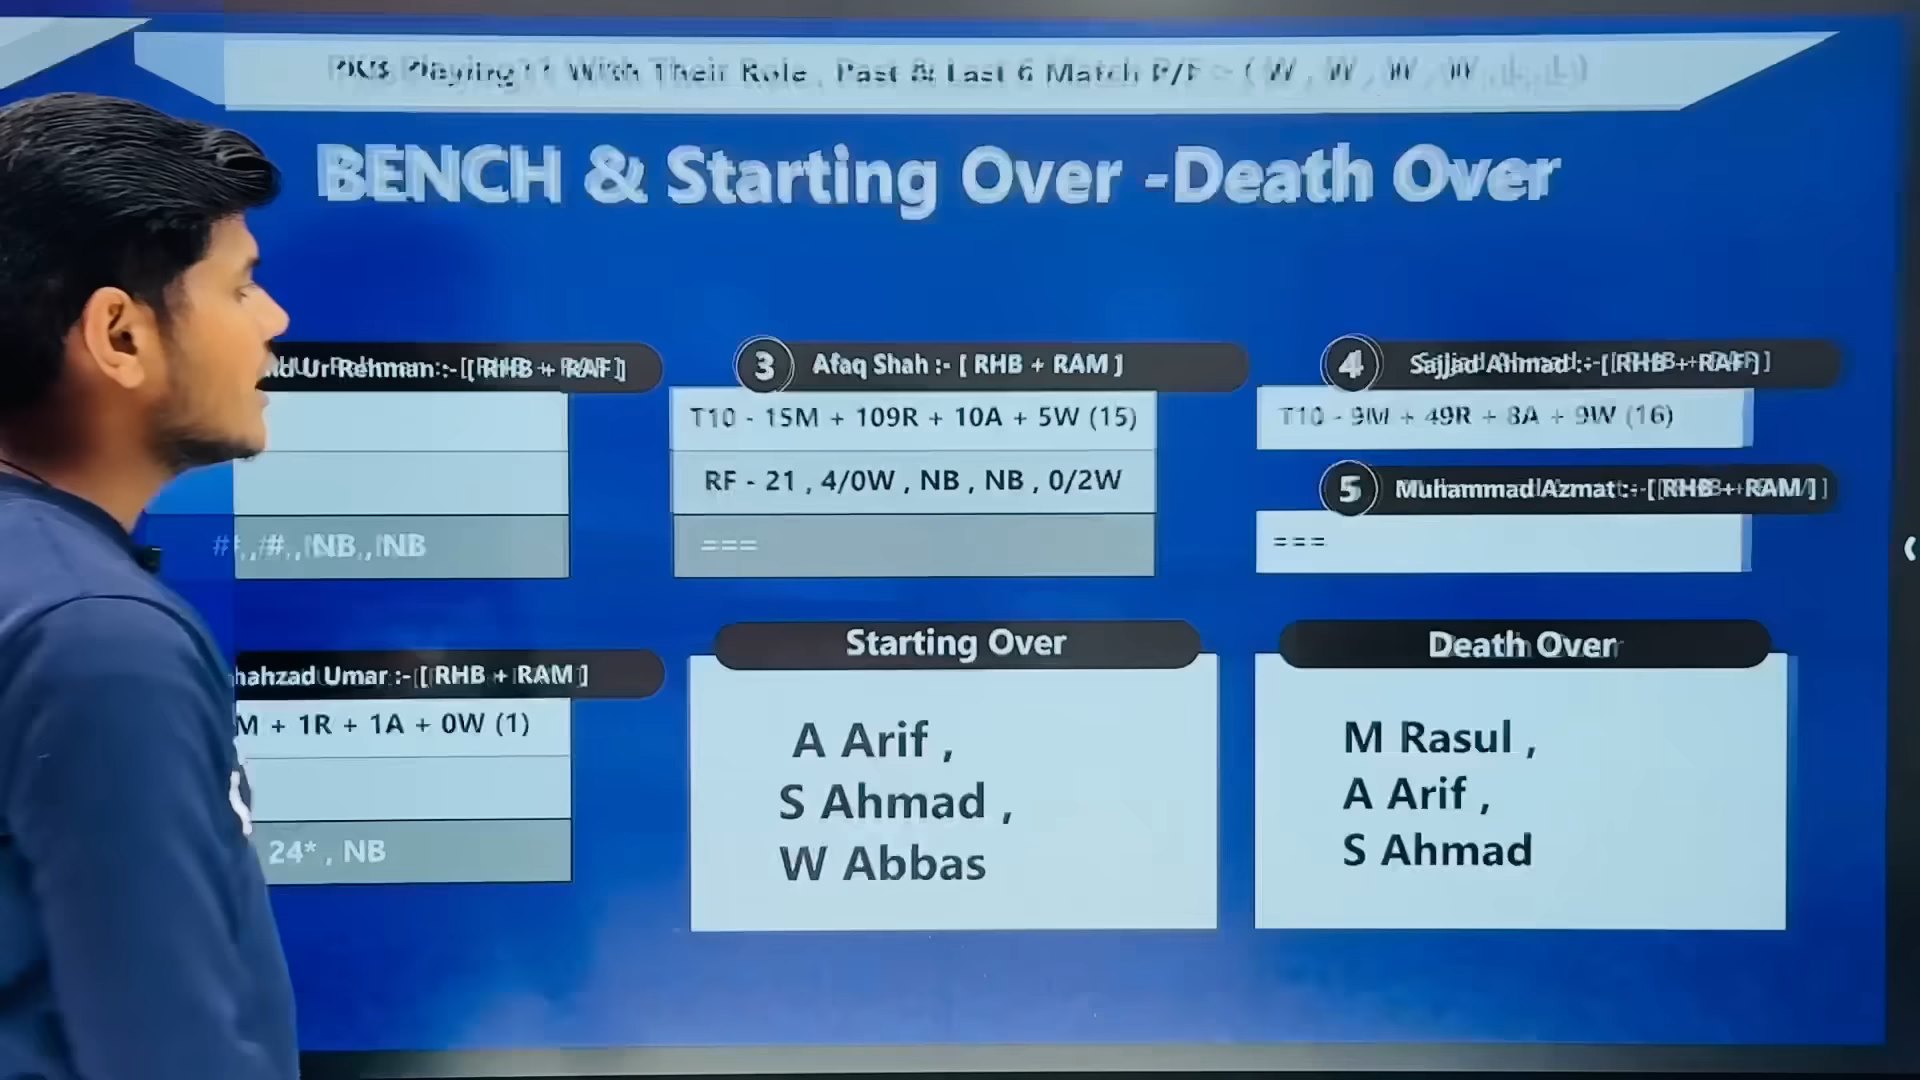 Playing11 With Their Role , Past & Last 6 Match P/F :- ( W , W , W , W , L , L )
BENCH & Starting Over -Death Over
Ur Rehman :- [ RHB + RAF ]
#, NB , NB
3 Afaq Shah :- [ RHB + RAM ]
T10 - 15M + 109R + 10A + 5W (15)
RF - 21 , 4/0W , NB , NB , 0/2W
===
4 Sajjad Ahmad :- [ RHB + RAF ]
T10 - 9M + 49R + 8A + 9W (16)
5 Muhammad Azmat :- [ RHB + RAM ]
===
hahzad Umar :- [ RHB + RAM ]
M + 1R + 1A + 0W (1)
24* , NB
Starting Over
A Arif ,
S Ahmad ,
W Abbas
Death Over
M Rasul ,
A Arif ,
S Ahmad